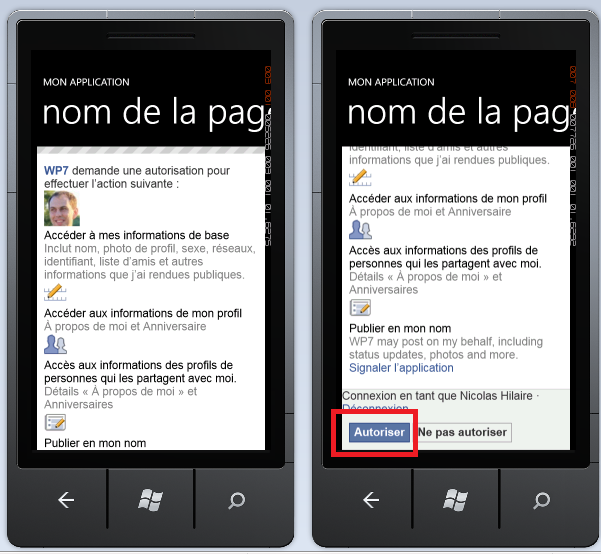 MON APPLICATION
nom de la pag
WP7 demande une autorisation pour
effectuer l'action suivante :
Accéder à mes informations de base
Inclut nom, photo de profil, sexe, réseaux,
identifiant, liste d'amis et autres
informations que j'ai rendues publiques.
Accéder aux informations de mon profil
À propos de moi et Anniversaire
Accès aux informations des profils de
personnes qui les partagent avec moi.
Détails « À propos de moi » et
Anniversaires
Publier en mon nom
MON APPLICATION
nom de la pag
identifiant, liste d'amis et autres
informations que j'ai rendues publiques.
Accéder aux informations de mon profil
À propos de moi et Anniversaire
Accès aux informations des profils de
personnes qui les partagent avec moi.
Détails « À propos de moi » et
Anniversaires
Publier en mon nom
WP7 may post on my behalf, including
status updates, photos and more.
Signaler l'application
Connexion en tant que Nicolas Hilaire ·
Déconnexion
Autoriser
Ne pas autoriser